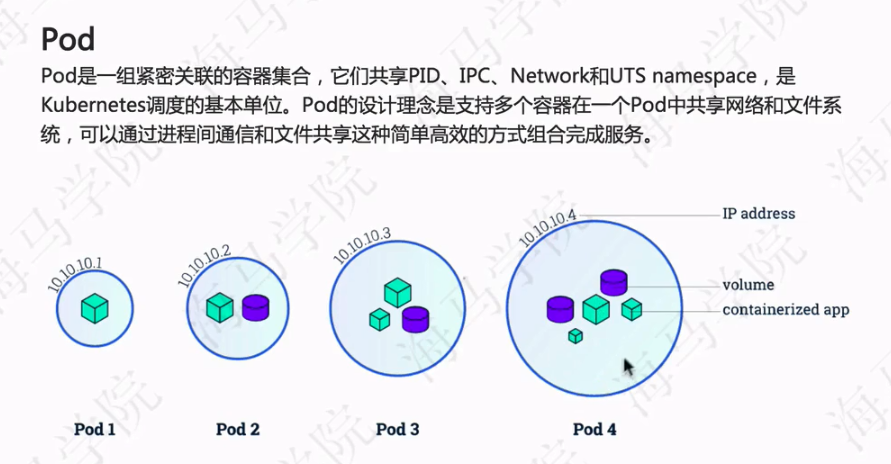 Pod
Pod是一组紧密关联的容器集合，它们共享PID、IPC、Network和UTS namespace，是
Kubernetes调度的基本单位。Pod的设计理念是支持多个容器在一个Pod中共享网络和文件系
统，可以通过进程间通信和文件共享这种简单高效的方式组合完成服务。
10.10.10.1
10.10.10.2
10.10.10.3
10.10.10.4
IP address
volume
containerized app
Pod 1
Pod 2
Pod 3
Pod 4
海马学院